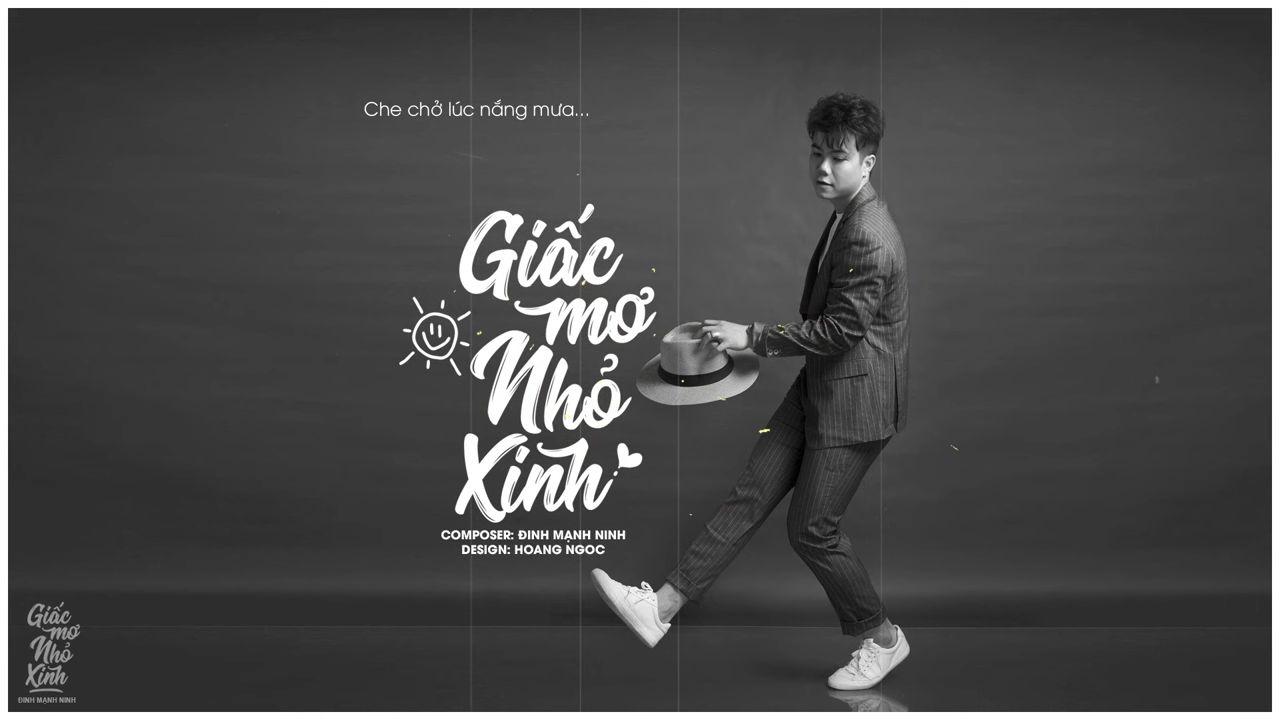 Che chở lúc nắng mưa...
Giấc
mơ
Nhỏ
Xinh
COMPOSER: ĐINH MẠNH NINH
DESIGN: HOANG NGOC
Giấc
mơ
Nhỏ
Xinh
ĐINH MẠNH NINH